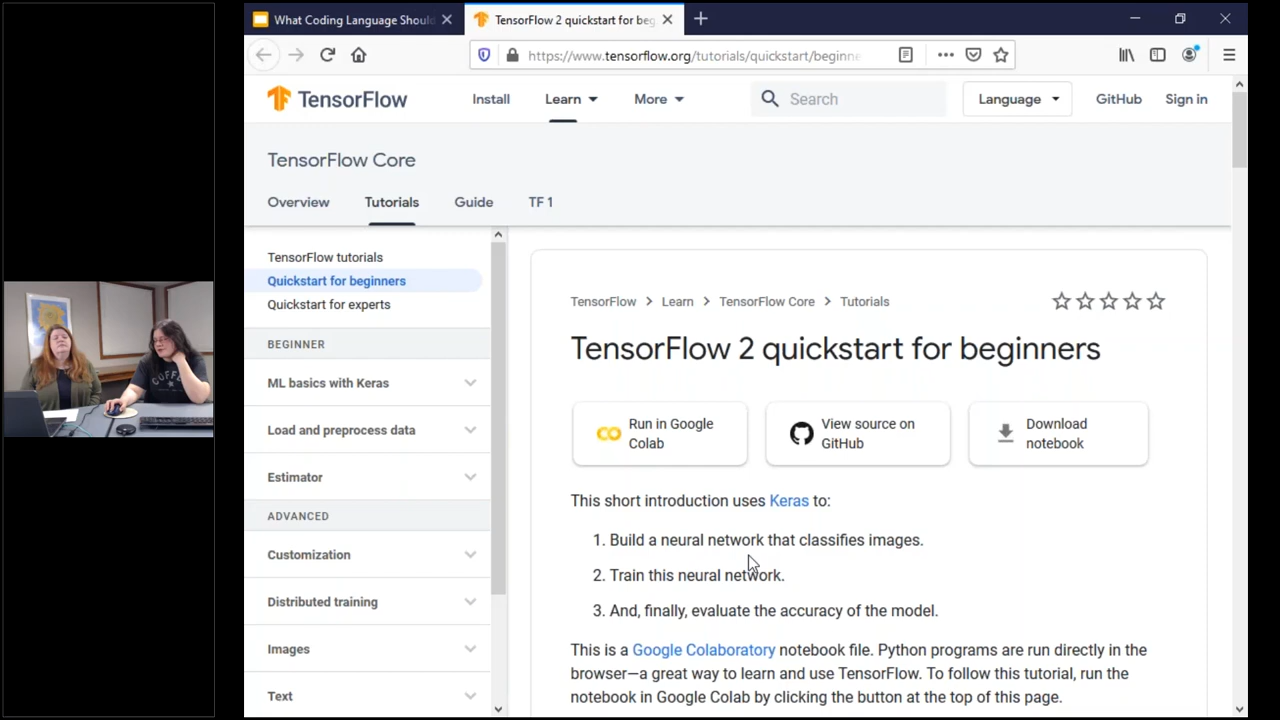 What Coding Language Shoul
TensorFlow 2 quickstart for beg
https://www.tensorflow.org/tutorials/quickstart/beginne
TensorFlow
Install
Learn
More
Search
Language
GitHub
Sign in
TensorFlow Core
Overview
Tutorials
Guide
TF 1
TensorFlow tutorials
Quickstart for beginners
Quickstart for experts
BEGINNER
ML basics with Keras
Load and preprocess data
Estimator
ADVANCED
Customization
Distributed training
Images
Text
TensorFlow > Learn > TensorFlow Core > Tutorials
TensorFlow 2 quickstart for beginners
Run in Google
Colab
View source on
GitHub
Download
notebook
This short introduction uses Keras to:
1. Build a neural network that classifies images.
2. Train this neural network.
3. And, finally, evaluate the accuracy of the model.
This is a Google Colaboratory notebook file. Python programs are run directly in the
browser—a great way to learn and use TensorFlow. To follow this tutorial, run the
notebook in Google Colab by clicking the button at the top of this page.
COFFEE